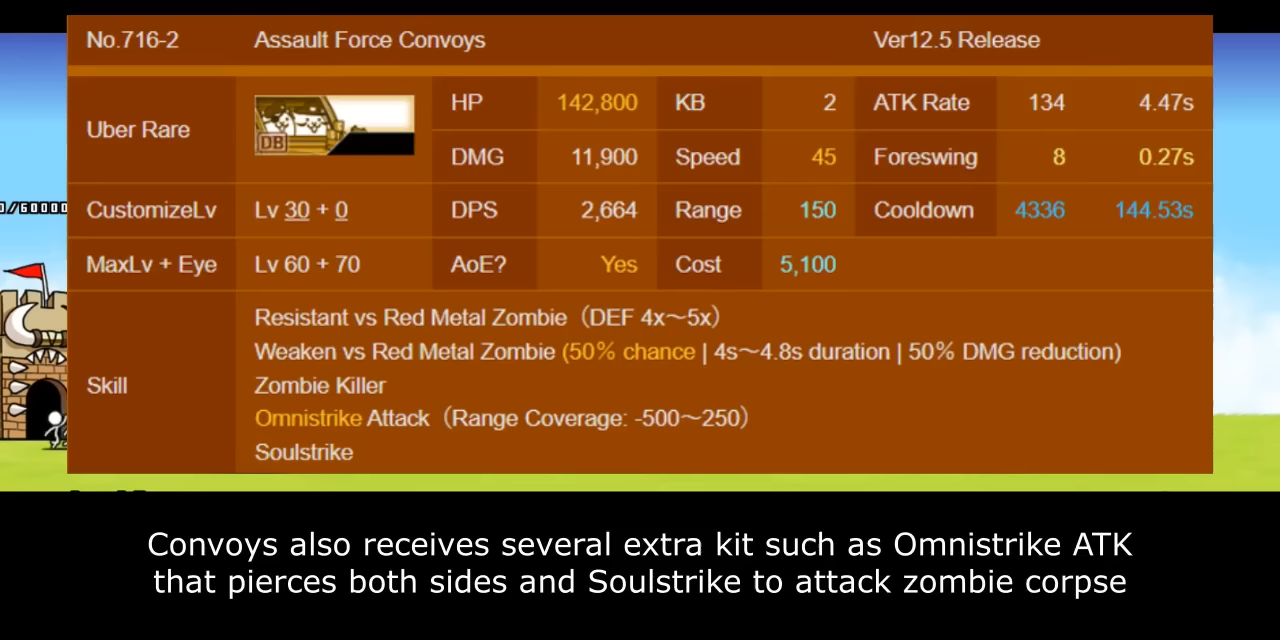 No.716-2 Assault Force Convoys Ver12.5 Release
Uber Rare HP 142,800 KB 2 ATK Rate 134 4.47s
DB DMG 11,900 Speed 45 Foreswing 8 0.27s
CustomizeLv Lv 30 + 0 DPS 2,664 Range 150 Cooldown 4336 144.53s
MaxLv + Eye Lv 60 + 70 AoE? Yes Cost 5,100
Skill
Resistant vs Red Metal Zombie（DEF 4x～5x）
Weaken vs Red Metal Zombie (50% chance | 4s～4.8s duration | 50% DMG reduction)
Zombie Killer
Omnistrike Attack（Range Coverage: -500～250）
Soulstrike
/60000
Convoys also receives several extra kit such as Omnistrike ATK
that pierces both sides and Soulstrike to attack zombie corpse